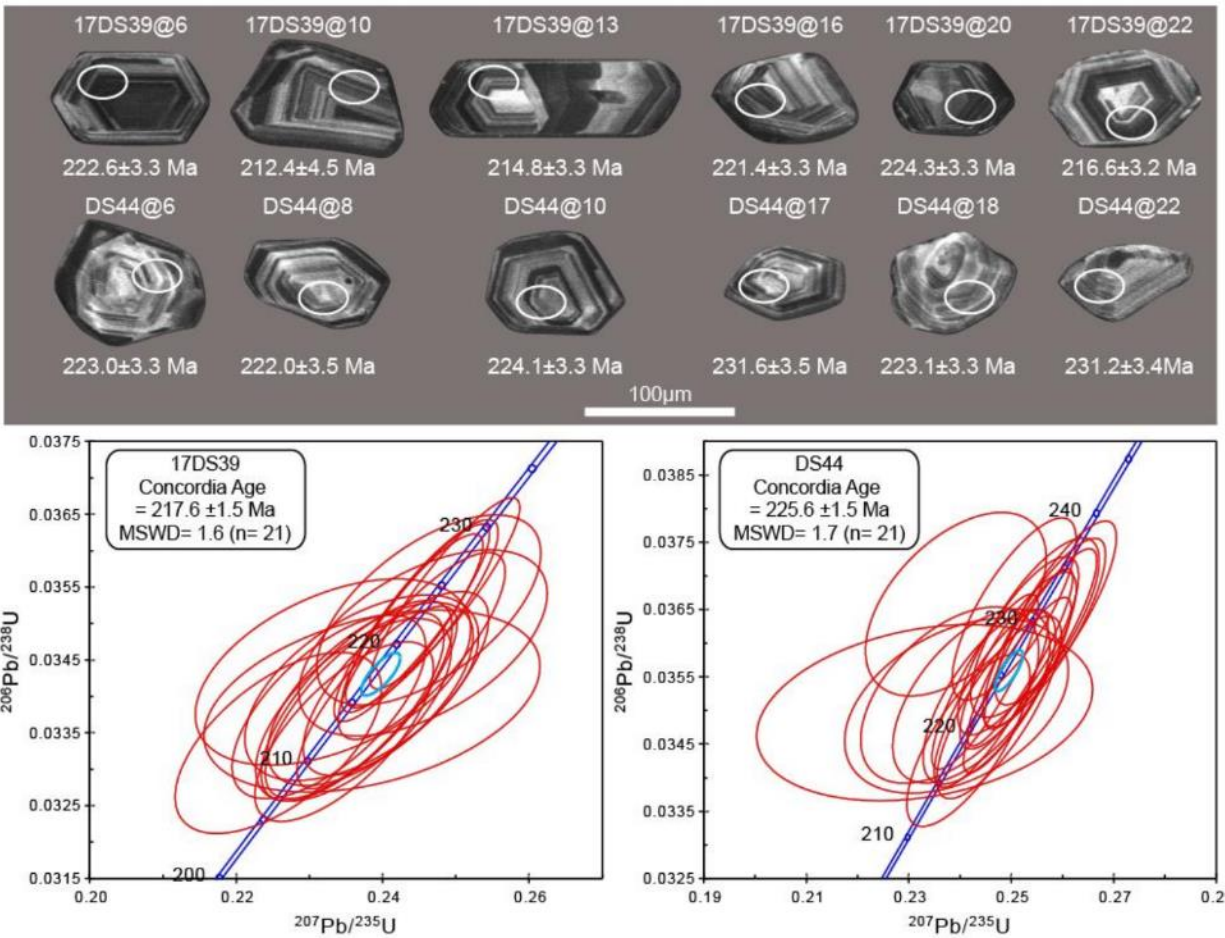 17DS39@6 17DS39@10 17DS39@13 17DS39@16 17DS39@20 17DS39@22
222.6±3.3 Ma 212.4±4.5 Ma 214.8±3.3 Ma 221.4±3.3 Ma 224.3±3.3 Ma 216.6±3.2 Ma
DS44@6 DS44@8 DS44@10 DS44@17 DS44@18 DS44@22
223.0±3.3 Ma 222.0±3.5 Ma 224.1±3.3 Ma 231.6±3.5 Ma 223.1±3.3 Ma 231.2±3.4Ma
100μm
17DS39
Concordia Age
= 217.6 ±1.5 Ma
MSWD= 1.6 (n= 21)
0.0375
0.0365
0.0355
0.0345
0.0335
0.0325
0.0315
²⁰⁶Pb/²³⁸U
230
220
210
200
0.20 0.22 0.24 0.26
²⁰⁷Pb/²³⁵U
DS44
Concordia Age
= 225.6 ±1.5 Ma
MSWD= 1.7 (n= 21)
0.0385
0.0375
0.0365
0.0355
0.0345
0.0335
0.0325
²⁰⁶Pb/²³⁸U
240
230
220
210
0.19 0.21 0.23 0.25 0.27 0.2
²⁰⁷Pb/²³⁵U